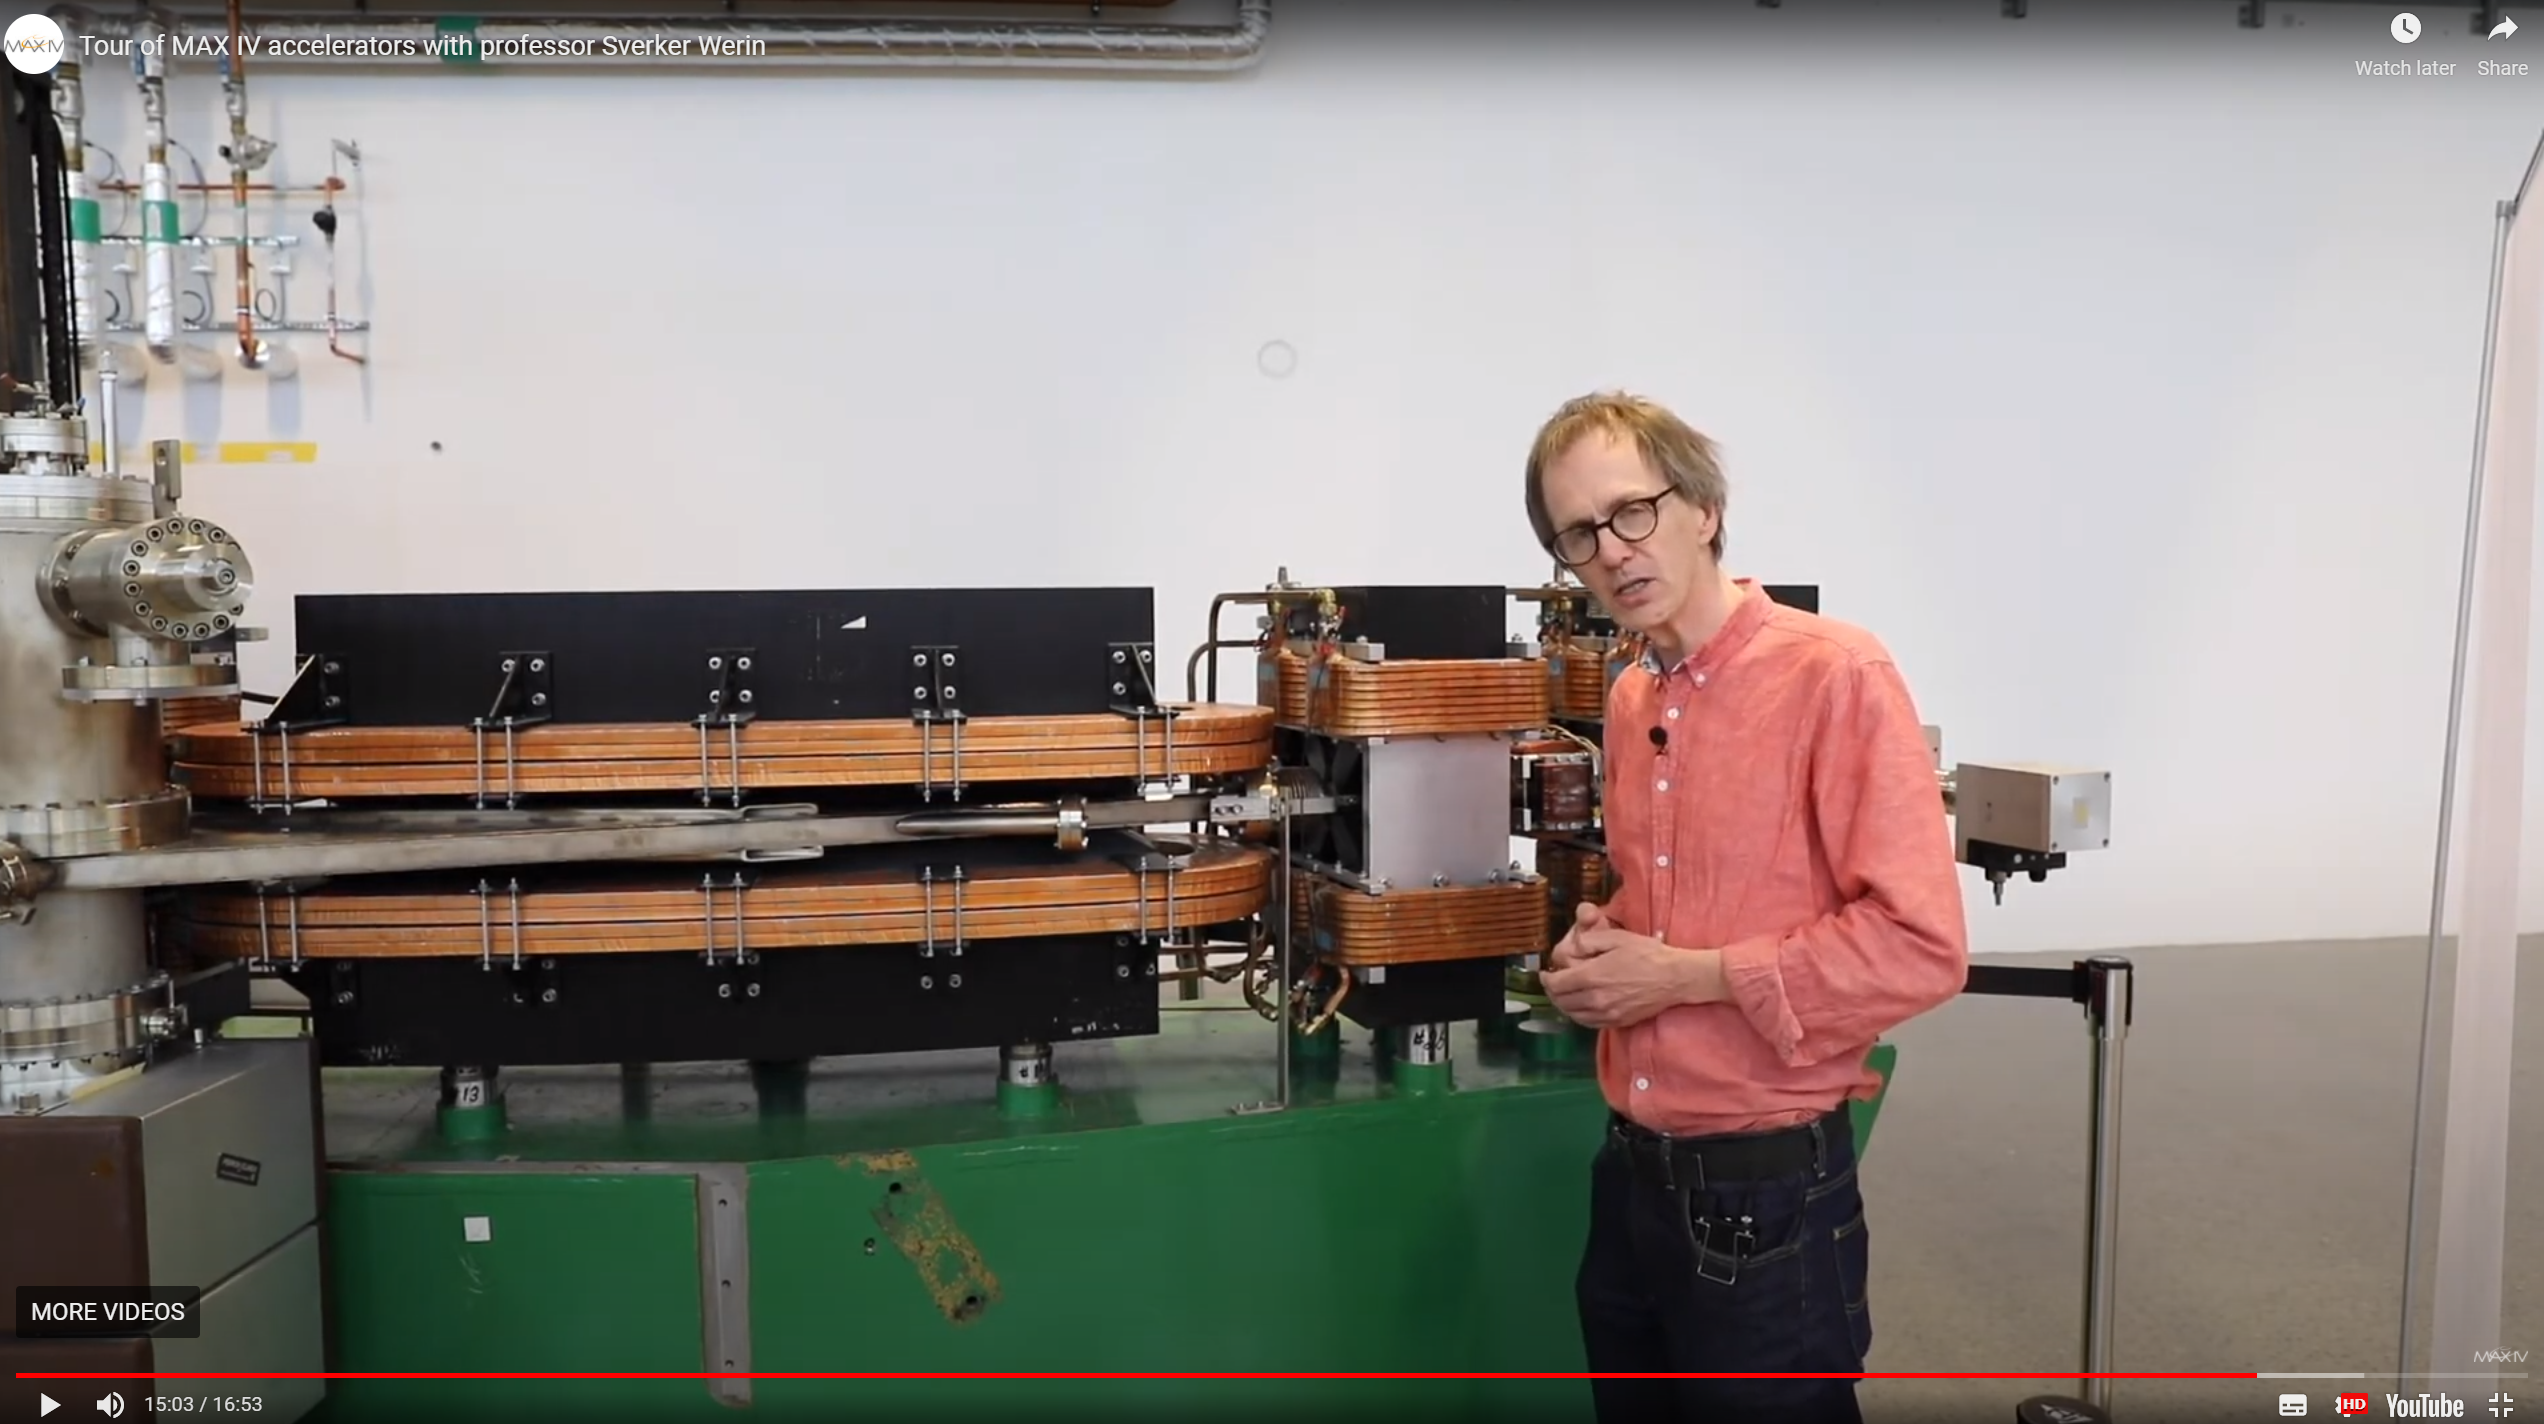 MAX IV
Tour of MAX IV accelerators with professor Sverker Werin
Watch later
Share
13
MORE VIDEOS
MAX IV
15:03 / 16:53
HD
YouTube